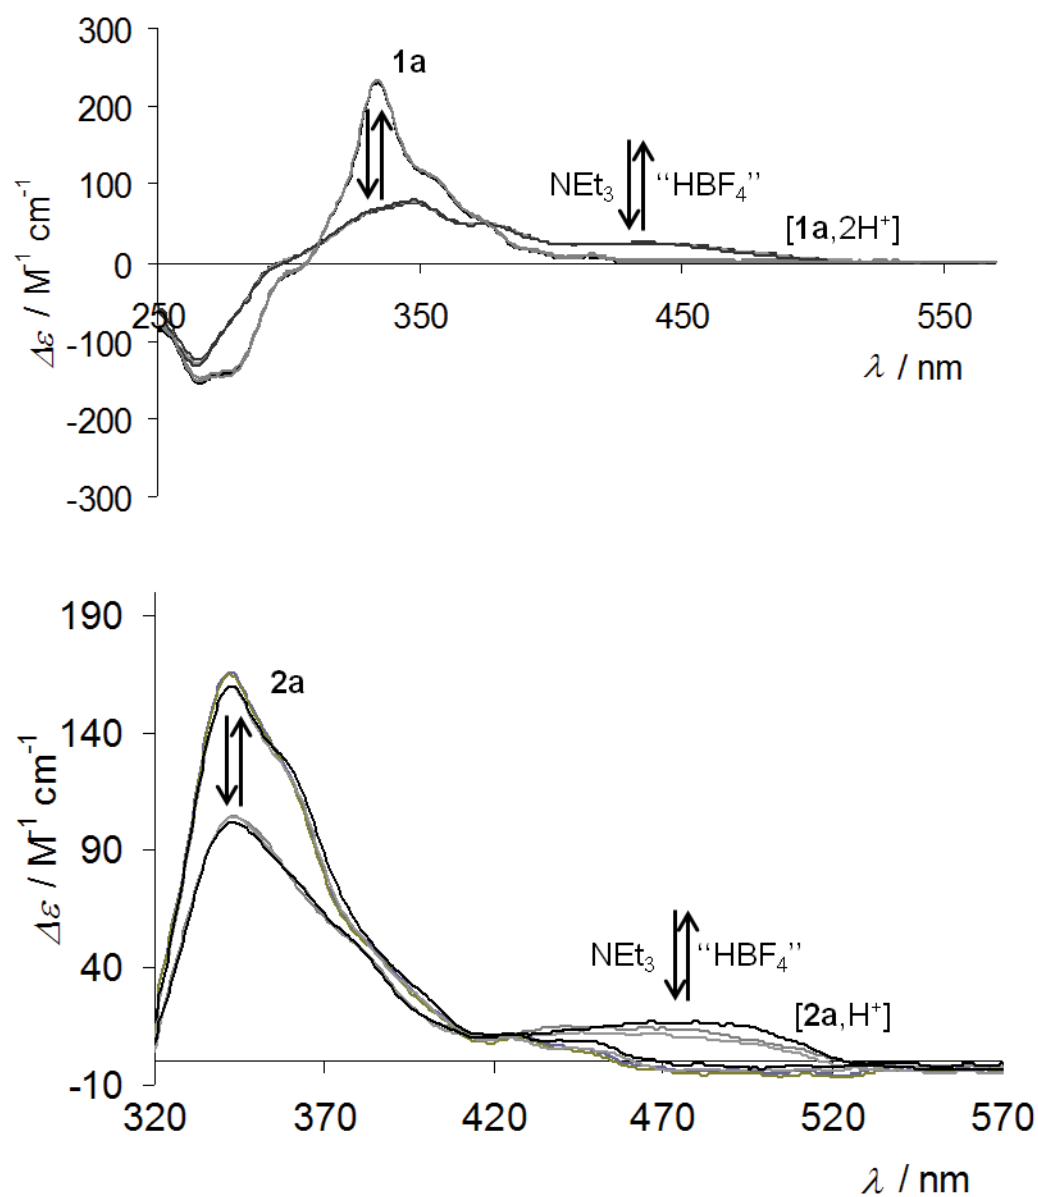 300
1a
200
100
NEt₃ “HBF₄”
[1a,2H⁺]
0
250 350 450 550
-100
-200
-300
Δε / M⁻¹ cm⁻¹
λ / nm
190
2a
140
90
NEt₃ “HBF₄”
40
[2a,H⁺]
-10
320 370 420 470 520 570
Δε / M⁻¹ cm⁻¹
λ / nm